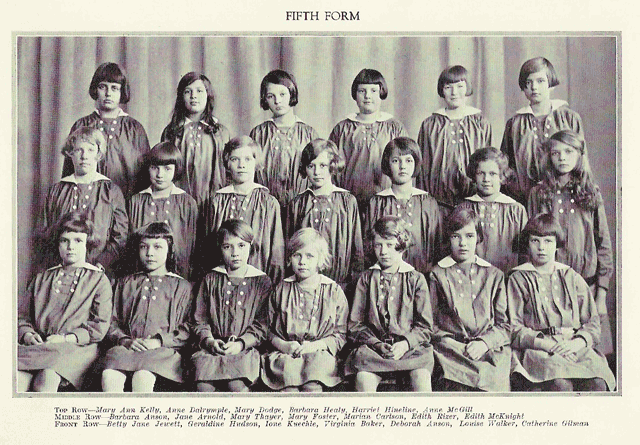 FIFTH FORM
Top Row—Mary Ann Kelly, Anne Dalrymple, Mary Dodge, Barbara Healy, Harriet Hineline, Anne McGill
Middle Row—Barbara Anson, Jane Arnold, Mary Thayer, Mary Foster, Marian Carlson, Edith Rizer, Edith McKnight
Front Row—Betty Jane Jewett, Geraldine Hudson, Ione Kuechle, Virginia Baker, Deborah Anson, Louise Walker, Catherine Gilman